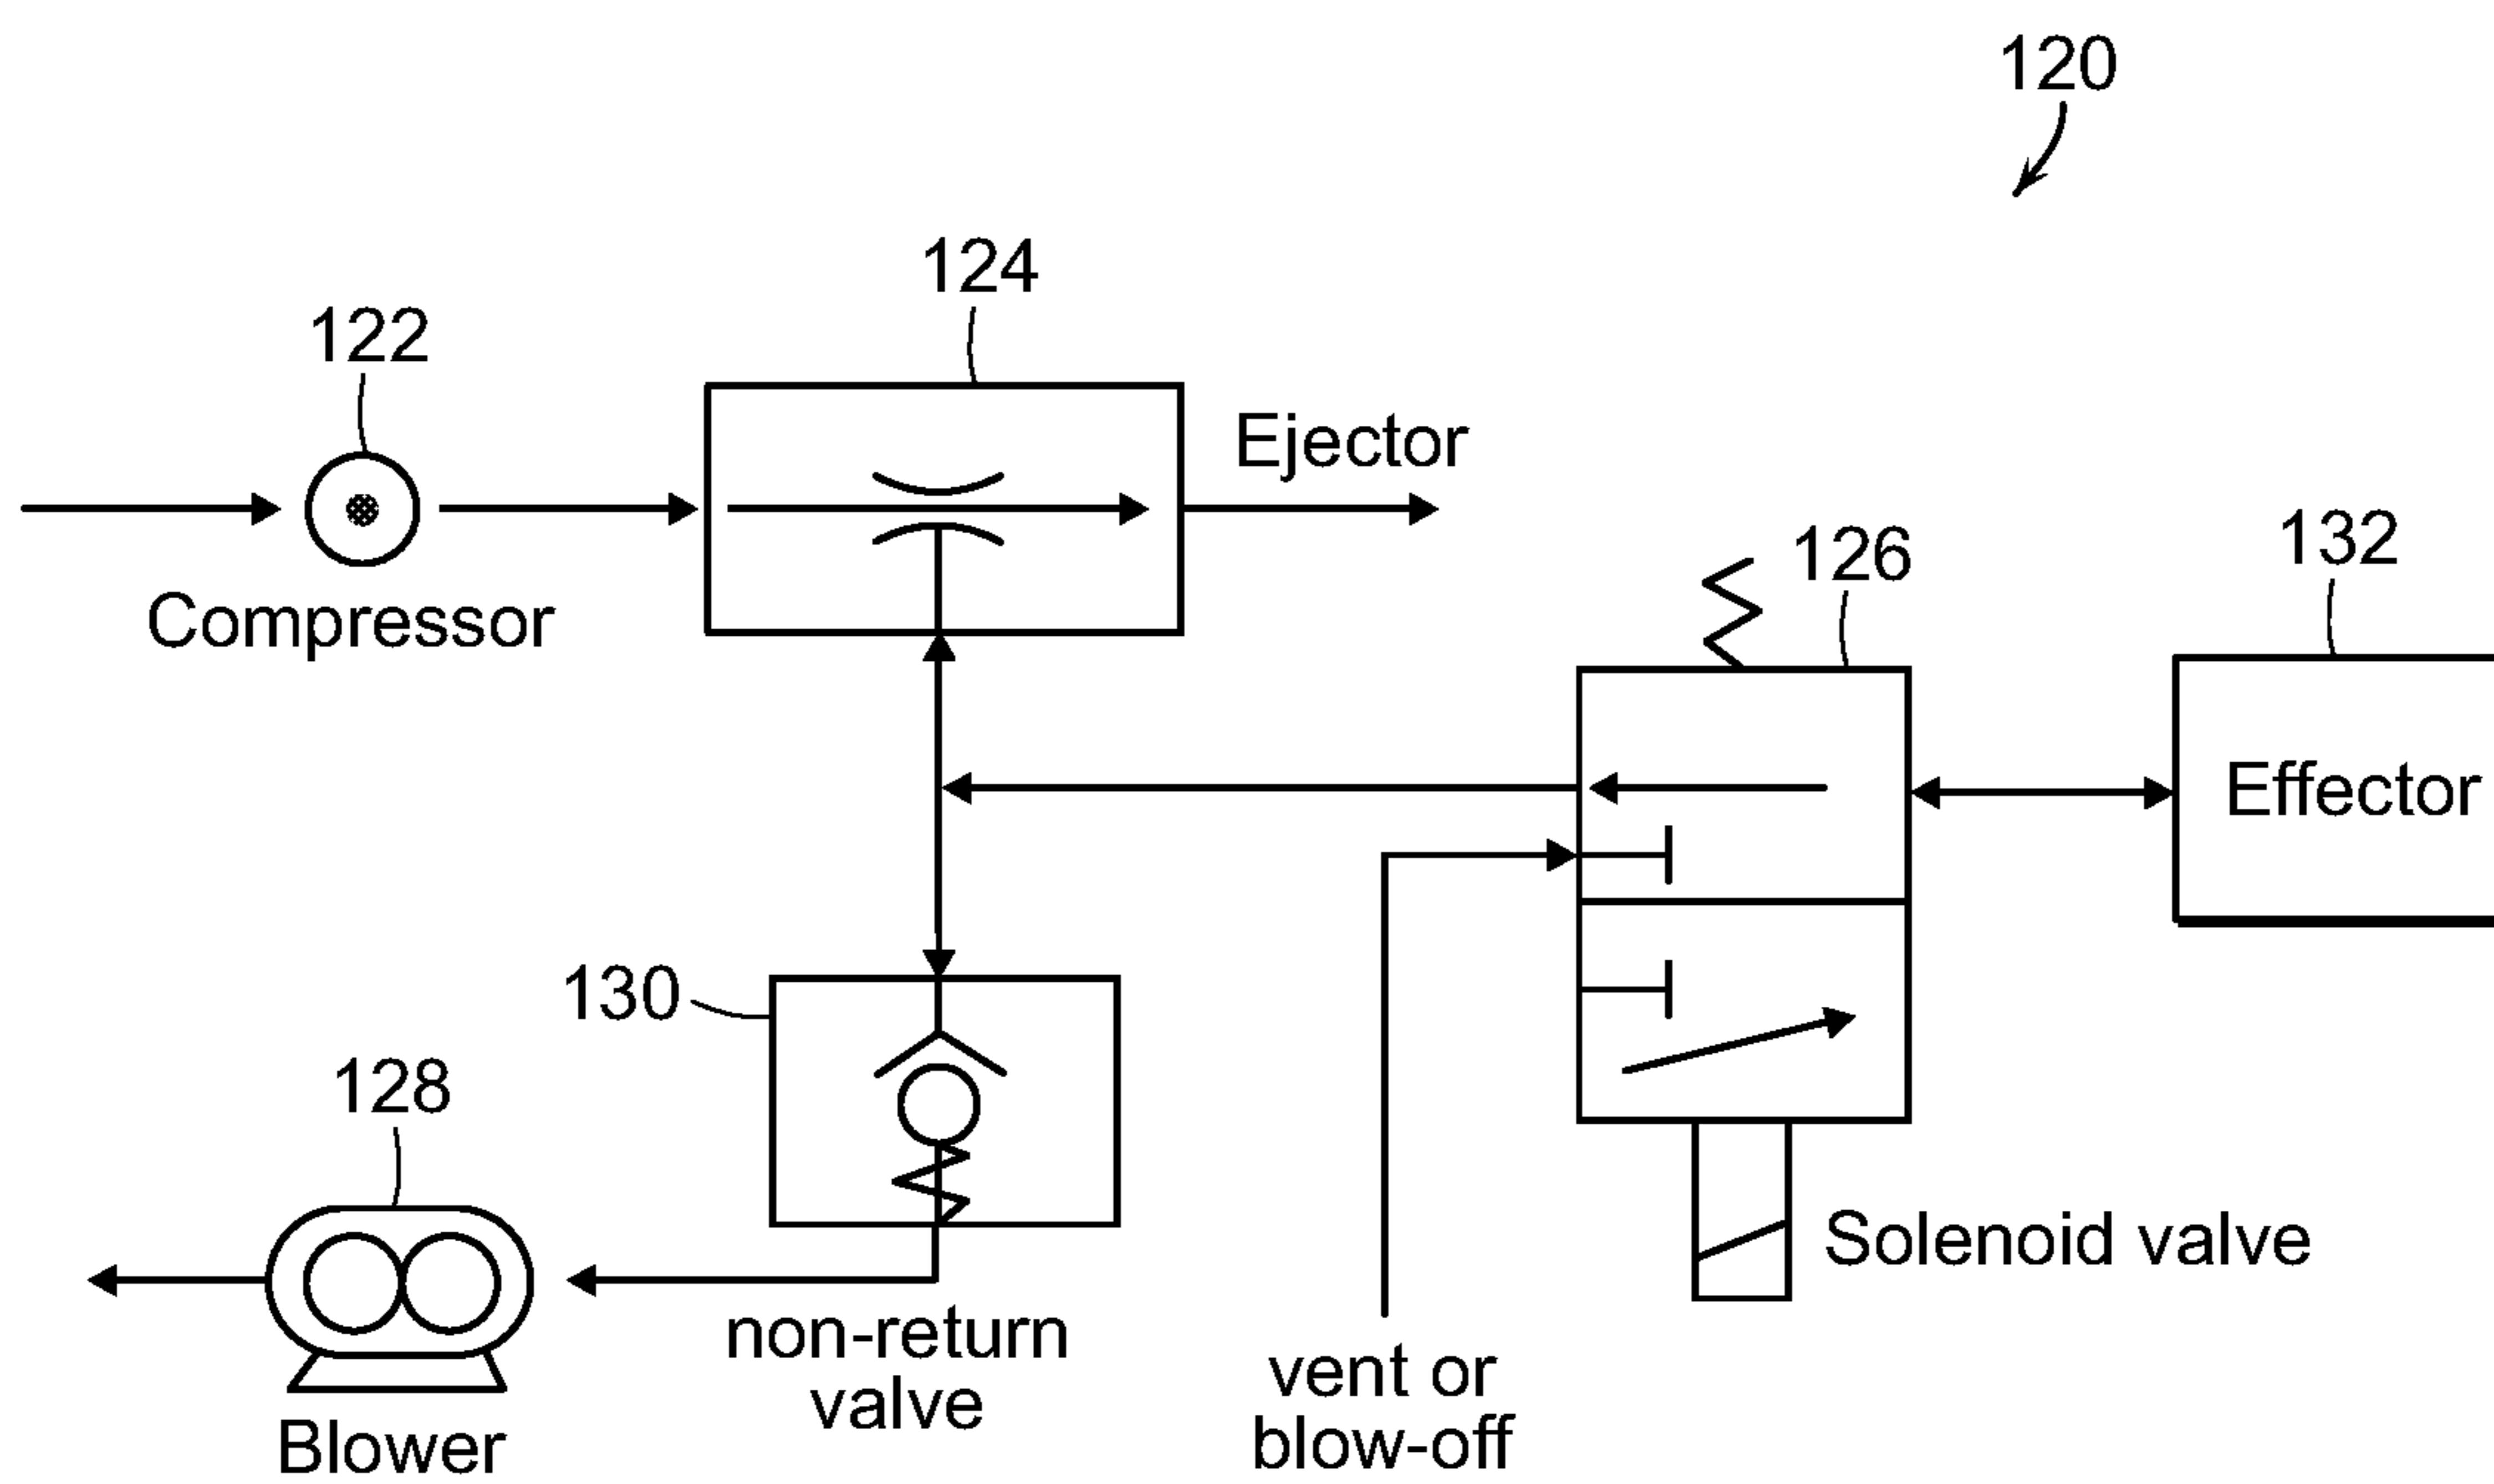 120
124
122
Ejector
126
132
Compressor
Effector
130
128
Solenoid valve
non-return
valve
vent or
blow-off
Blower